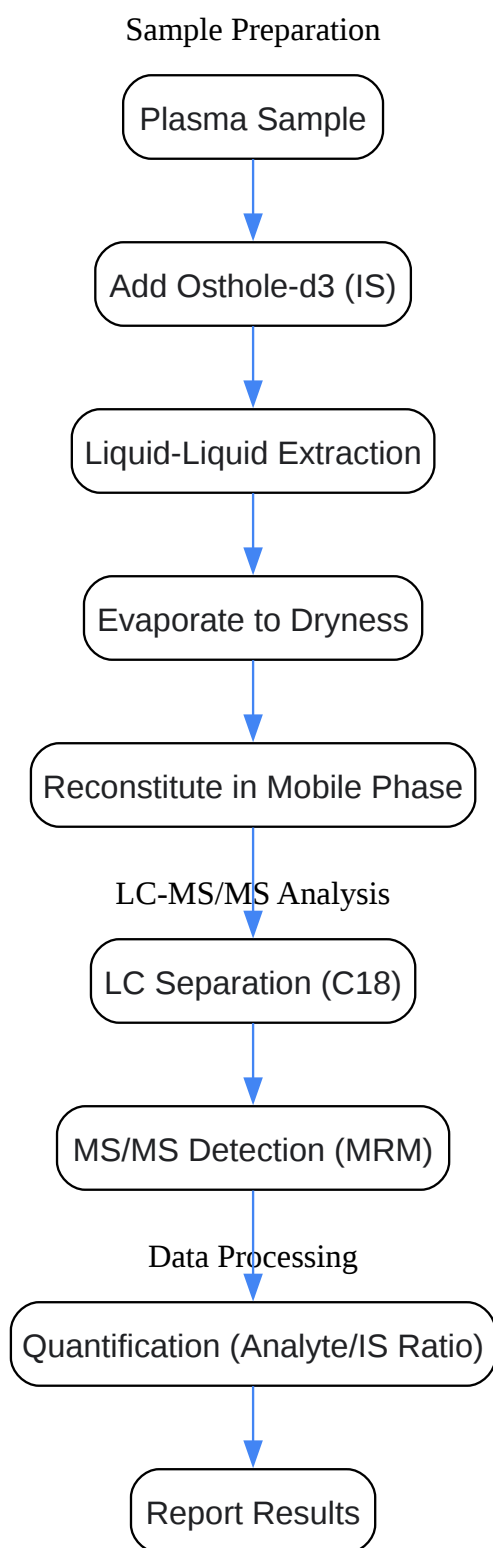 Sample Preparation
Plasma Sample
Add Osthole-d3 (IS)
Liquid-Liquid Extraction
Evaporate to Dryness
Reconstitute in Mobile Phase
LC-MS/MS Analysis
LC Separation (C18)
MS/MS Detection (MRM)
Data Processing
Quantification (Analyte/IS Ratio)
Report Results